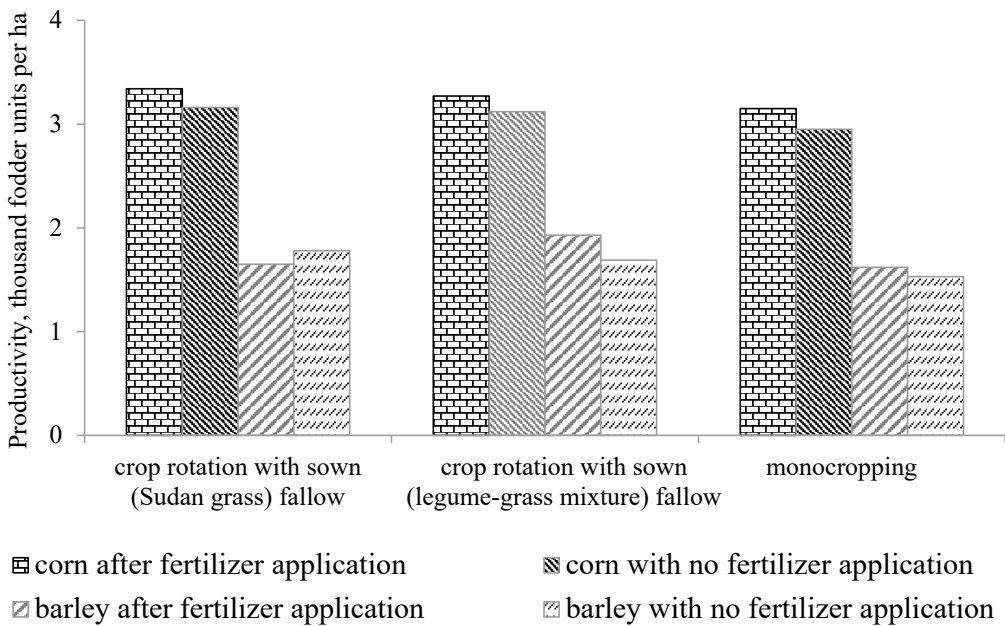 Productivity, thousand fodder units per ha
4
3
2
1
0
crop rotation with sown
(Sudan grass) fallow
crop rotation with sown
(legume-grass mixture) fallow
monocropping
corn after fertilizer application
corn with no fertilizer application
barley after fertilizer application
barley with no fertilizer application